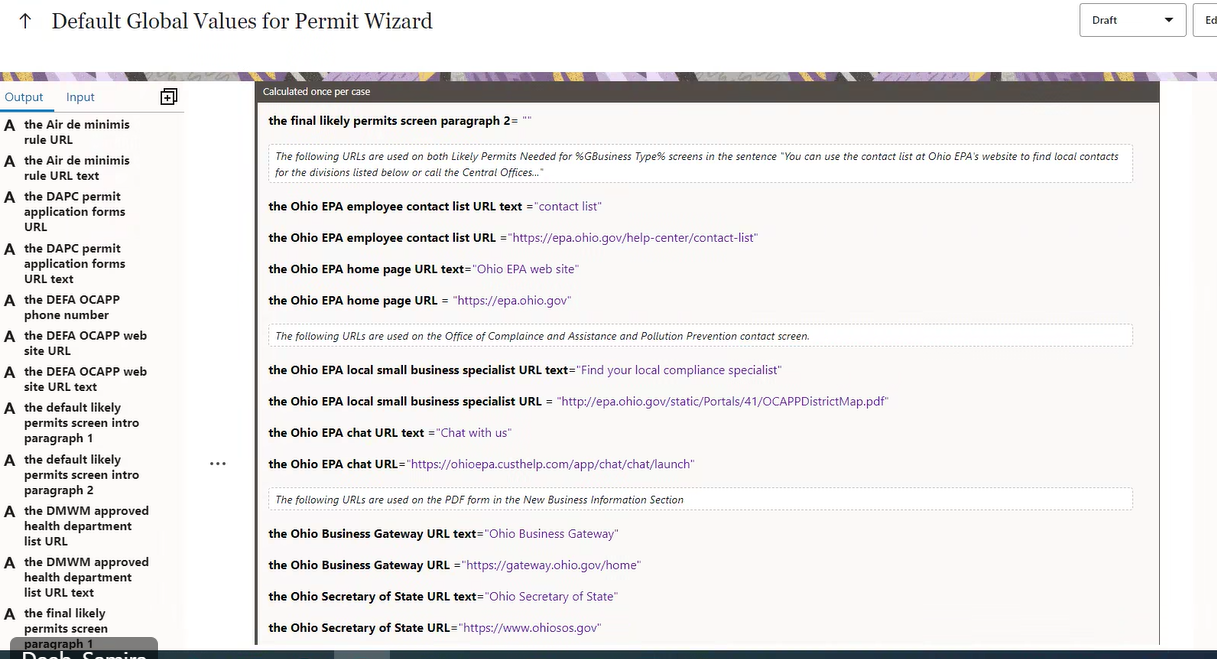 ↑ Default Global Values for Permit Wizard
Draft
Ed
Output Input
A the Air de minimis
rule URL
A the Air de minimis
rule URL text
A the DAPC permit
application forms
URL
A the DAPC permit
application forms
URL text
A the DEFA OCAPP
phone number
A the DEFA OCAPP web
site URL
A the DEFA OCAPP web
site URL text
A the default likely
permits screen intro
paragraph 1
A the default likely
permits screen intro
paragraph 2
A the DMWM approved
health department
list URL
A the DMWM approved
health department
list URL text
A the final likely
permits screen
paragraph 1
Calculated once per case
the final likely permits screen paragraph 2= ""
The following URLs are used on both Likely Permits Needed for %GBusiness Type% screens in the sentence "You can use the contact list at Ohio EPA's website to find local contacts
for the divisions listed below or call the Central Offices..."
the Ohio EPA employee contact list URL text ="contact list"
the Ohio EPA employee contact list URL ="https://epa.ohio.gov/help-center/contact-list"
the Ohio EPA home page URL text="Ohio EPA web site"
the Ohio EPA home page URL = "https://epa.ohio.gov"
The following URLs are used on the Office of Complaince and Assistance and Pollution Prevention contact screen.
the Ohio EPA local small business specialist URL text="Find your local compliance specialist"
the Ohio EPA local small business specialist URL = "http://epa.ohio.gov/static/Portals/41/OCAPPDistrictMap.pdf"
the Ohio EPA chat URL text ="Chat with us"
the Ohio EPA chat URL="https://ohioepa.custhelp.com/app/chat/chat/launch"
The following URLs are used on the PDF form in the New Business Information Section
the Ohio Business Gateway URL text="Ohio Business Gateway"
the Ohio Business Gateway URL ="https://gateway.ohio.gov/home"
the Ohio Secretary of State URL text="Ohio Secretary of State"
the Ohio Secretary of State URL="https://www.ohiosos.gov"